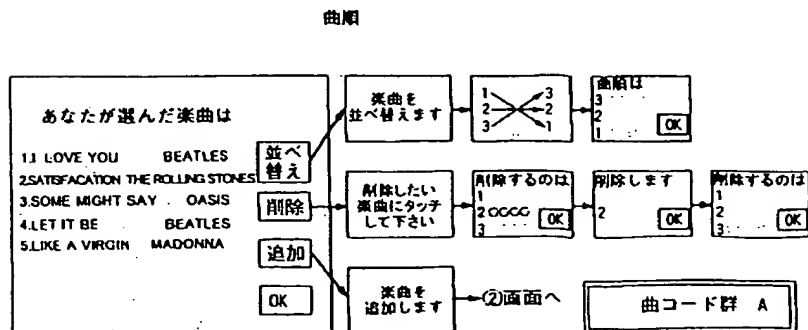 曲順
あなたが選んだ楽曲は
1.I LOVE YOU BEATLES
2.SATISFACATION THE ROLLING STONES
3.SOME MIGHT SAY . OASIS
4.LET IT BE . BEATLES
5.LIKE A VIRGIN MADONNA
並べ
替え
削除
追加
OK
楽曲を
並べ替えます
1 3
2 2
3 1
曲順は
3
2
1
OK
削除したい
楽曲にタッチ
して下さい
削除するのは
1
2 ○○○○
3
OK
削除します
2
OK
削除するのは
1
2
3
OK
楽曲を
追加します
②画面へ
曲コード群 A